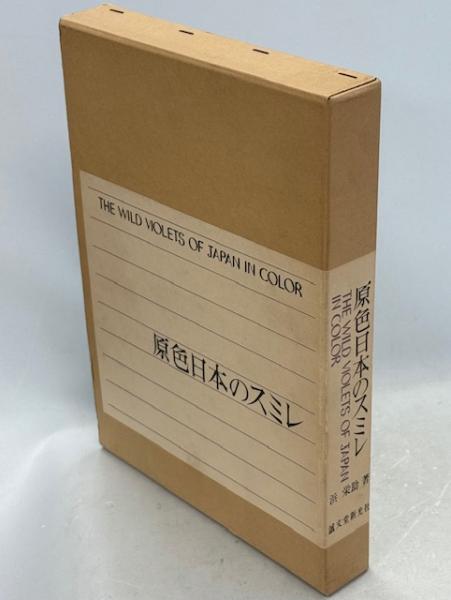 THE WILD VIOLETS OF JAPAN IN COLOR
原色日本のスミレ
原色日本のスミレ
THE WILD VIOLETS OF JAPAN
IN COLOR
浜 栄助 著
誠文堂新光社